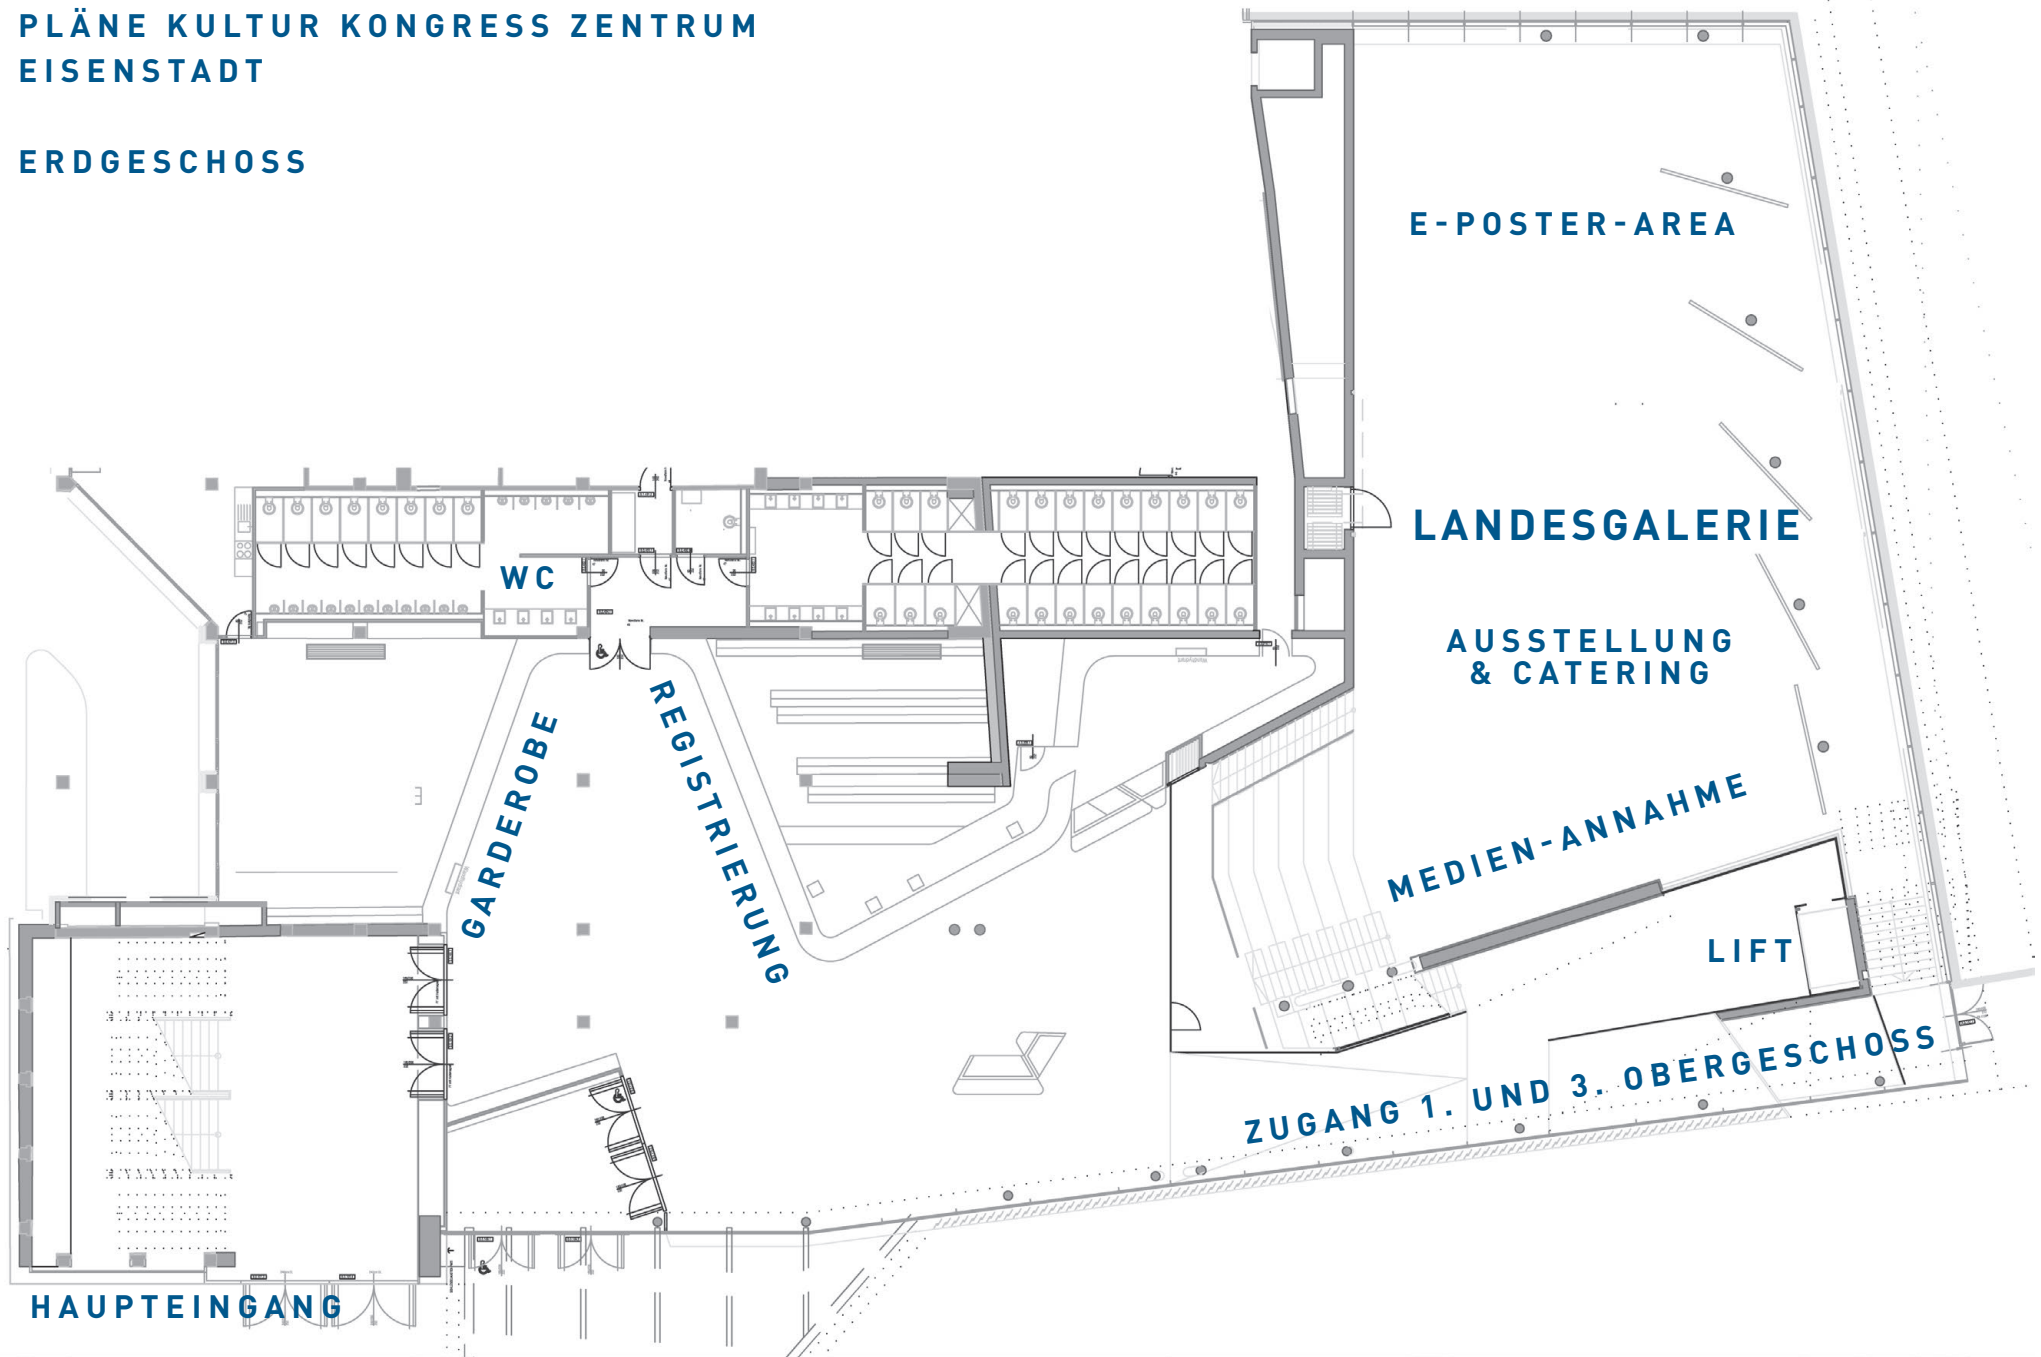 PLÄNE KULTUR KONGRESS ZENTRUM
EISENSTADT
ERDGESCHOSS
E-POSTER-AREA
LANDESGALERIE
WC
AUSSTELLUNG
& CATERING
GARDEROBE
REGISTRIERUNG
MEDIEN-ANNAHME
LIFT
ZUGANG 1. UND 3. OBERGESCHOSS
HAUPTEINGANG